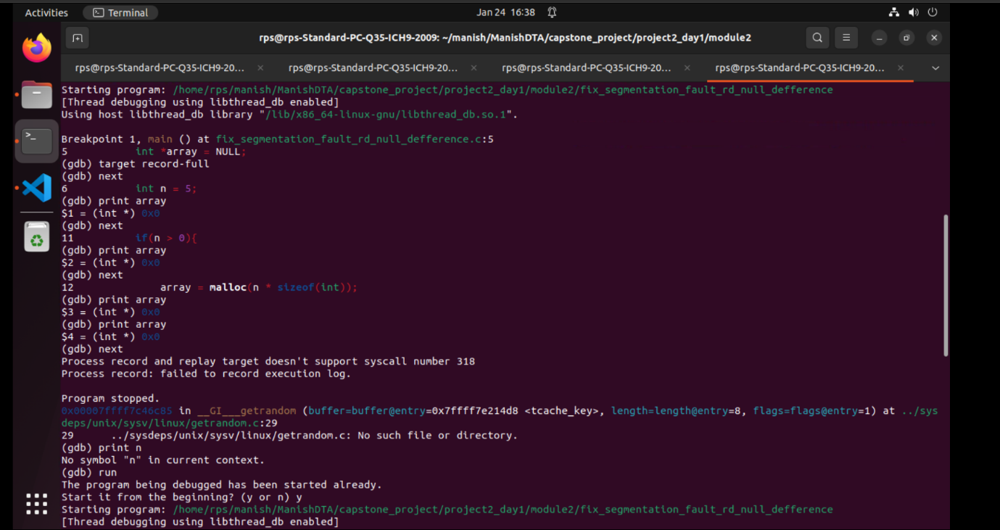 Activities
Terminal
Jan 24 16:38
rps@rps-Standard-PC-Q35-ICH9-2009: ~/manish/ManishDTA/capstone_project/project2_day1/module2
rps@rps-Standard-PC-Q35-ICH9-20... × rps@rps-Standard-PC-Q35-ICH9-20... × rps@rps-Standard-PC-Q35-ICH9-20... × rps@rps-Standard-PC-Q35-ICH9-20... ×
Starting program: /home/rps/manish/ManishDTA/capstone_project/project2_day1/module2/fix_segmentation_fault_rd_null_defference
[Thread debugging using libthread_db enabled]
Using host libthread_db library "/lib/x86_64-linux-gnu/libthread_db.so.1".
Breakpoint 1, main () at fix_segmentation_fault_rd_null_defference.c:5
5 int *array = NULL;
(gdb) target record-full
(gdb) next
6 int n = 5;
(gdb) print array
$1 = (int *) 0x0
(gdb) next
11 if(n > 0){
(gdb) print array
$2 = (int *) 0x0
(gdb) next
12 array = malloc(n * sizeof(int));
(gdb) print array
$3 = (int *) 0x0
(gdb) print array
$4 = (int *) 0x0
(gdb) next
Process record and replay target doesn't support syscall number 318
Process record: failed to record execution log.
Program stopped.
0x00007ffff7c46c85 in __GI___getrandom (buffer=buffer@entry=0x7ffff7e214d8 <tcache_key>, length=length@entry=8, flags=flags@entry=1) at ../sys
deps/unix/sysv/linux/getrandom.c:29
29 ../sysdeps/unix/sysv/linux/getrandom.c: No such file or directory.
(gdb) print n
No symbol "n" in current context.
(gdb) run
The program being debugged has been started already.
Start it from the beginning? (y or n) y
Starting program: /home/rps/manish/ManishDTA/capstone_project/project2_day1/module2/fix_segmentation_fault_rd_null_defference
[Thread debugging using libthread_db enabled]